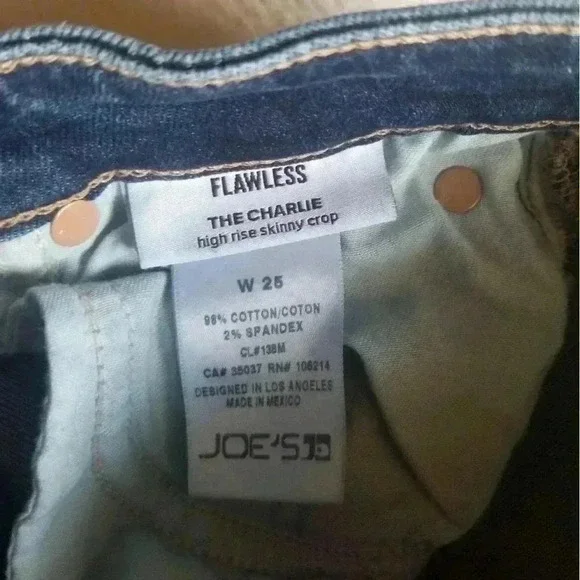 FLAWLESS
THE CHARLIE
high rise skinny crop
W 25
98% COTTON/COTON
2% SPANDEX
CL#138M
CA# 35037 RN# 106214
DESIGNED IN LOS ANGELES
MADE IN MEXICO
JOE'S